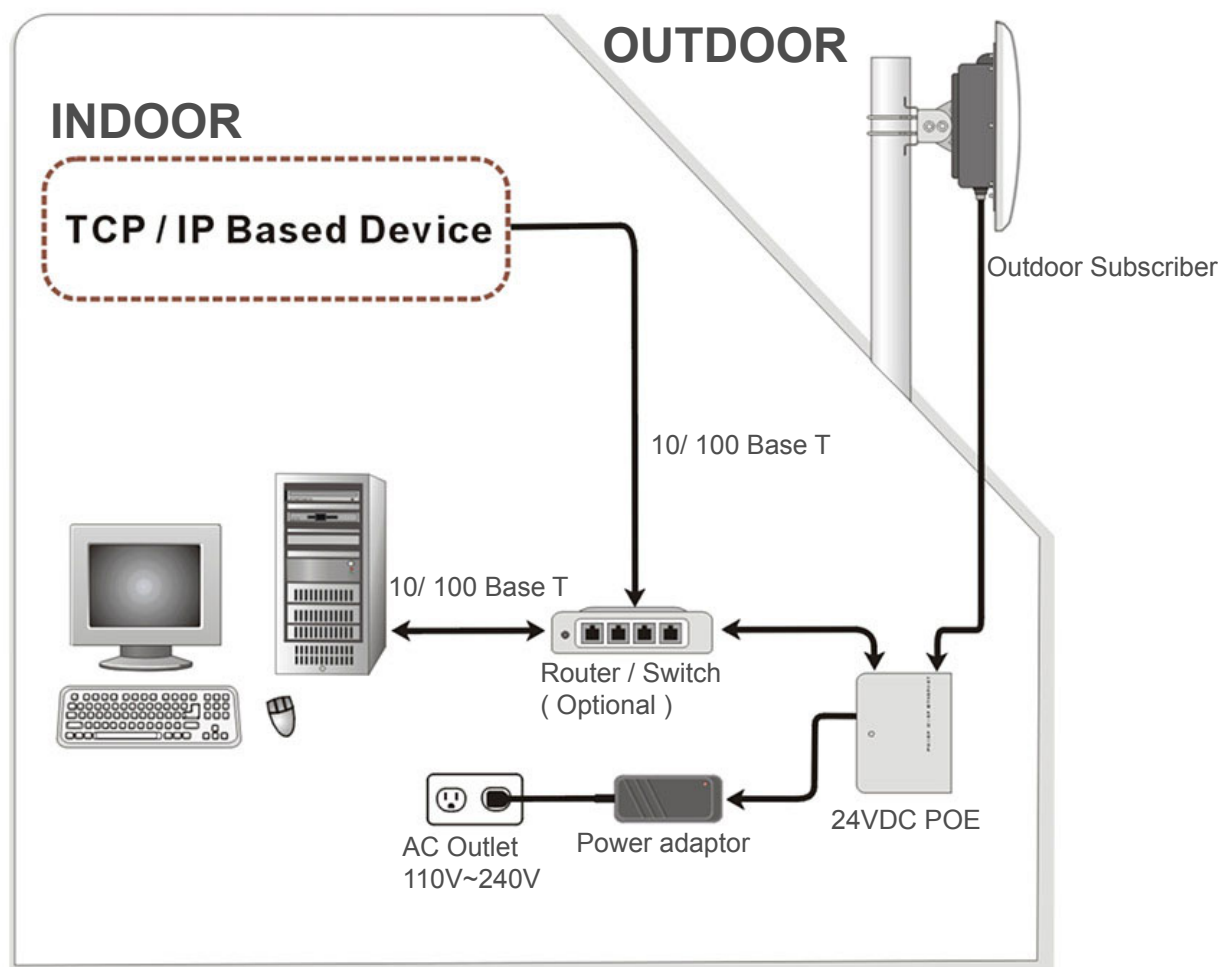 OUTDOOR
INDOOR
TCP / IP Based Device
Outdoor Subscriber
10/ 100 Base T
10/ 100 Base T
Router / Switch
( Optional )
24VDC POE
Power adaptor
AC Outlet
110V~240V